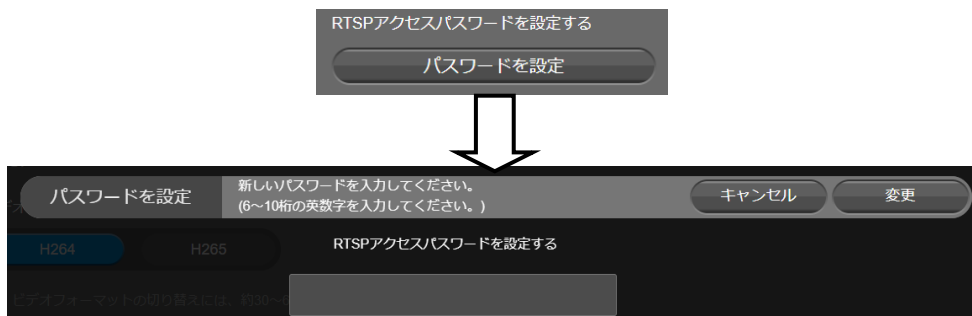 RTSPアクセスパスワードを設定する
パスワードを設定
パスワードを設定
新しいパスワードを入力してください。
(6~10桁の英数字を入力してください。)
キャンセル
変更
H264
H265
RTSPアクセスパスワードを設定する
ビデオフォーマットの切り替えには、約30~6